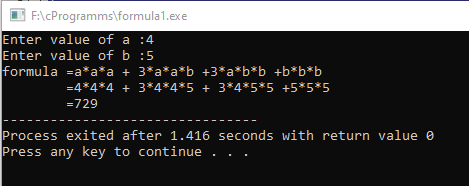 F:\cProgramms\formula1.exe
Enter value of a :4
Enter value of b :5
formula =a*a*a + 3*a*a*b +3*a*b*b +b*b*b
=4*4*4 + 3*4*4*5 + 3*4*5*5 +5*5*5
=729
--------------------------------
Process exited after 1.416 seconds with return value 0
Press any key to continue . . .